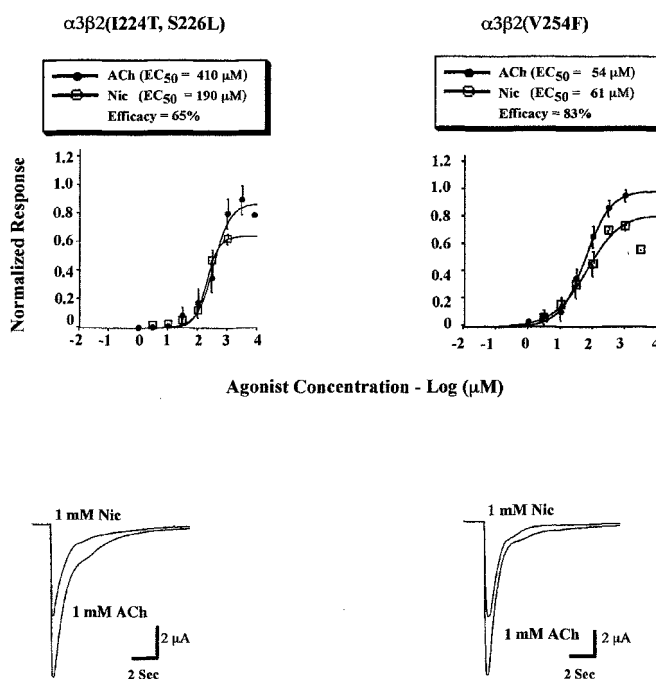 α3β2(I224T, S226L)
ACh (EC50 = 410 µM)
Nic (EC50 = 190 µM)
Efficacy = 65%
α3β2(V254F)
ACh (EC50 = 54 µM)
Nic (EC50 = 61 µM)
Efficacy = 83%
Normalized Response
1.2
1.0
0.8
0.6
0.4
0.2
0
-2 -1 0 1 2 3 4
1.2
1.0
0.8
0.6
0.4
0.2
0
-2 -1 0 1 2 3 4
Agonist Concentration - Log (µM)
1 mM Nic
1 mM ACh
2 µA
2 Sec
1 mM Nic
1 mM ACh
2 µA
2 Sec